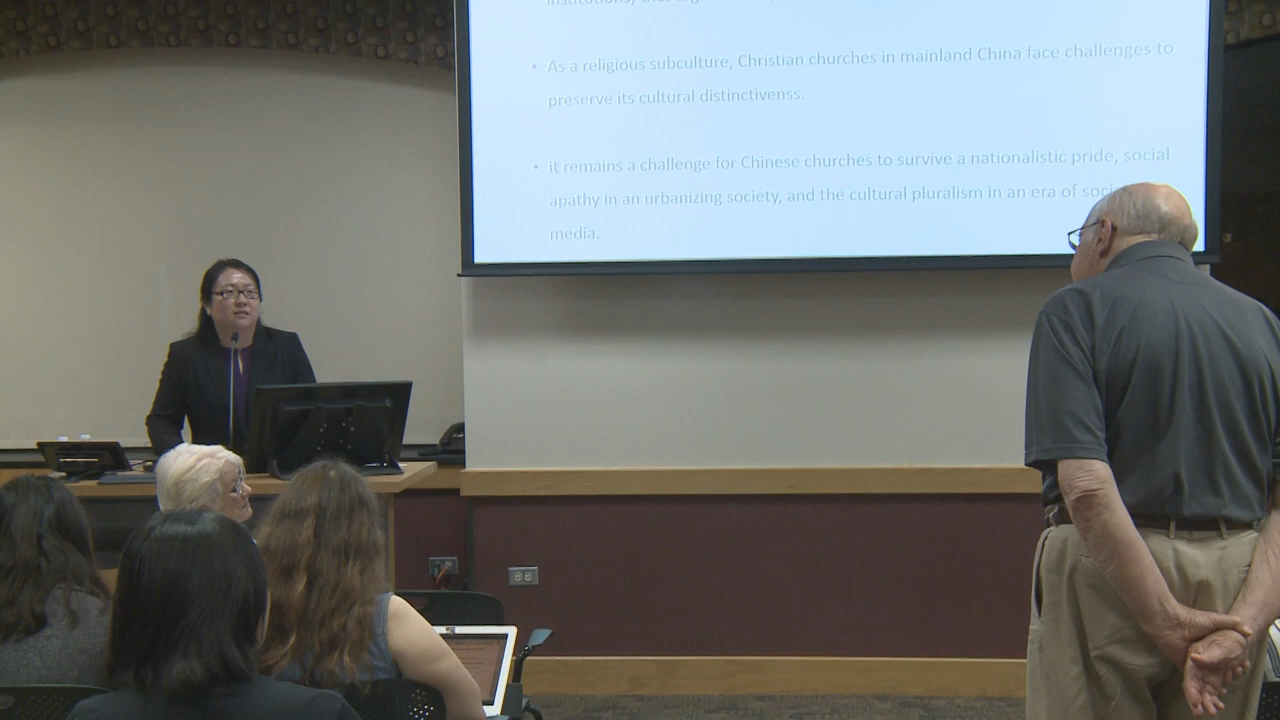 As a religious subculture, Christian churches in mainland China face challenges to
preserve its cultural distinctivenss.
it remains a challenge for Chinese churches to survive a nationalistic pride, social
apathy in an urbanizing society, and the cultural pluralism in an era of
media.